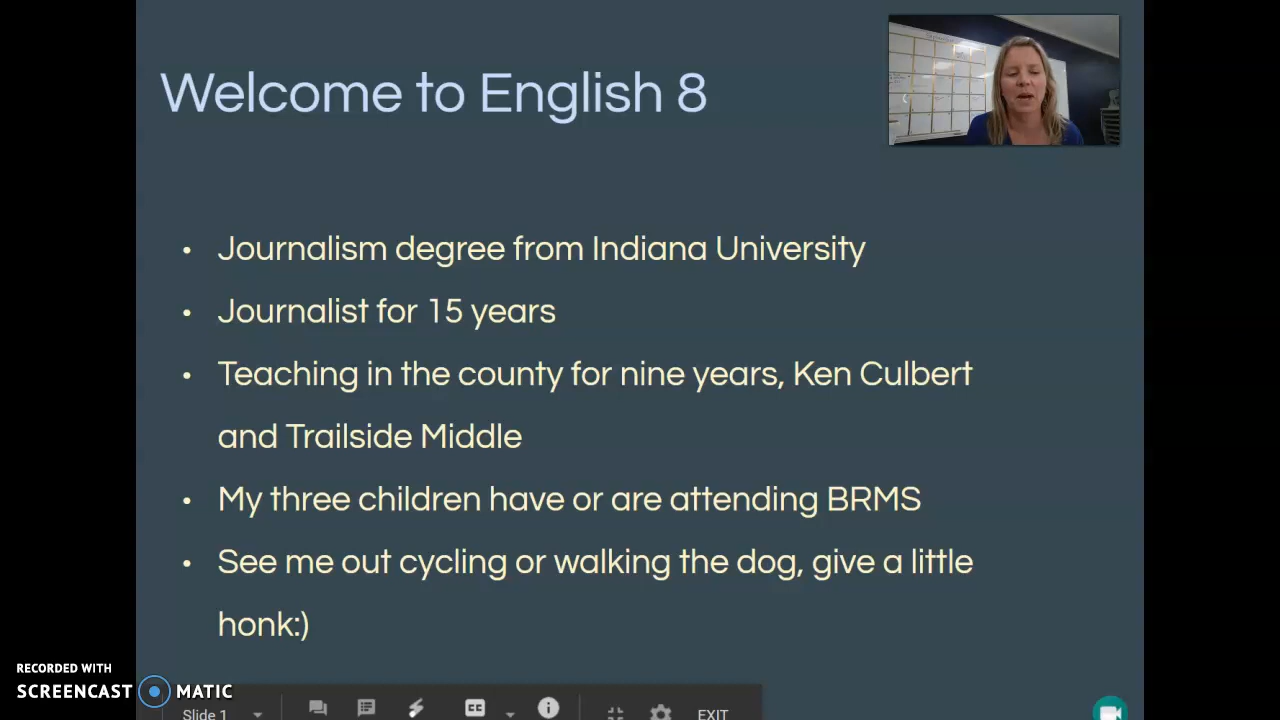 Welcome to English 8
• Journalism degree from Indiana University
• Journalist for 15 years
• Teaching in the county for nine years, Ken Culbert
and Trailside Middle
• My three children have or are attending BRMS
• See me out cycling or walking the dog, give a little
honk:)
RECORDED WITH
SCREENCAST MATIC
Slide 1 CC EXIT